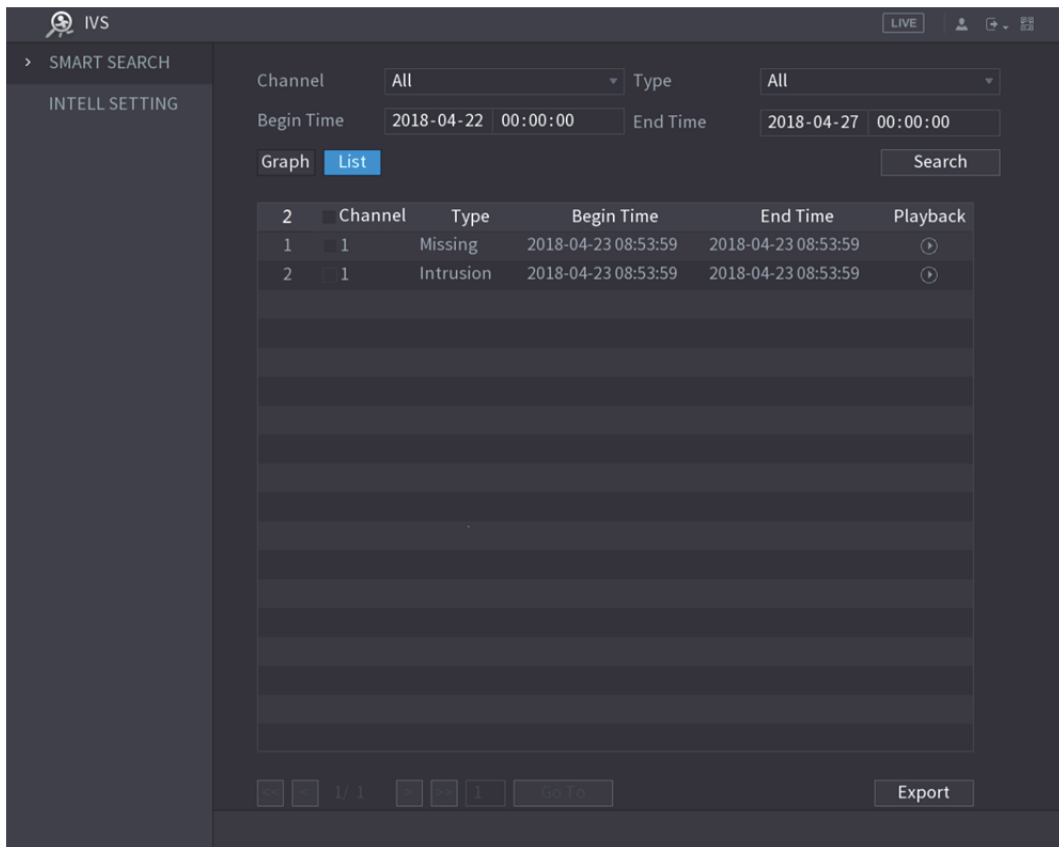 IVS LIVE
SMART SEARCH
INTELL SETTING
Channel All Type All
Begin Time 2018-04-22 00:00:00 End Time 2018-04-27 00:00:00
Graph List Search
2 Channel Type Begin Time End Time Playback
1 1 Missing 2018-04-23 08:53:59 2018-04-23 08:53:59
2 1 Intrusion 2018-04-23 08:53:59 2018-04-23 08:53:59
<< < 1/ 1 > >> 1 Go To Export